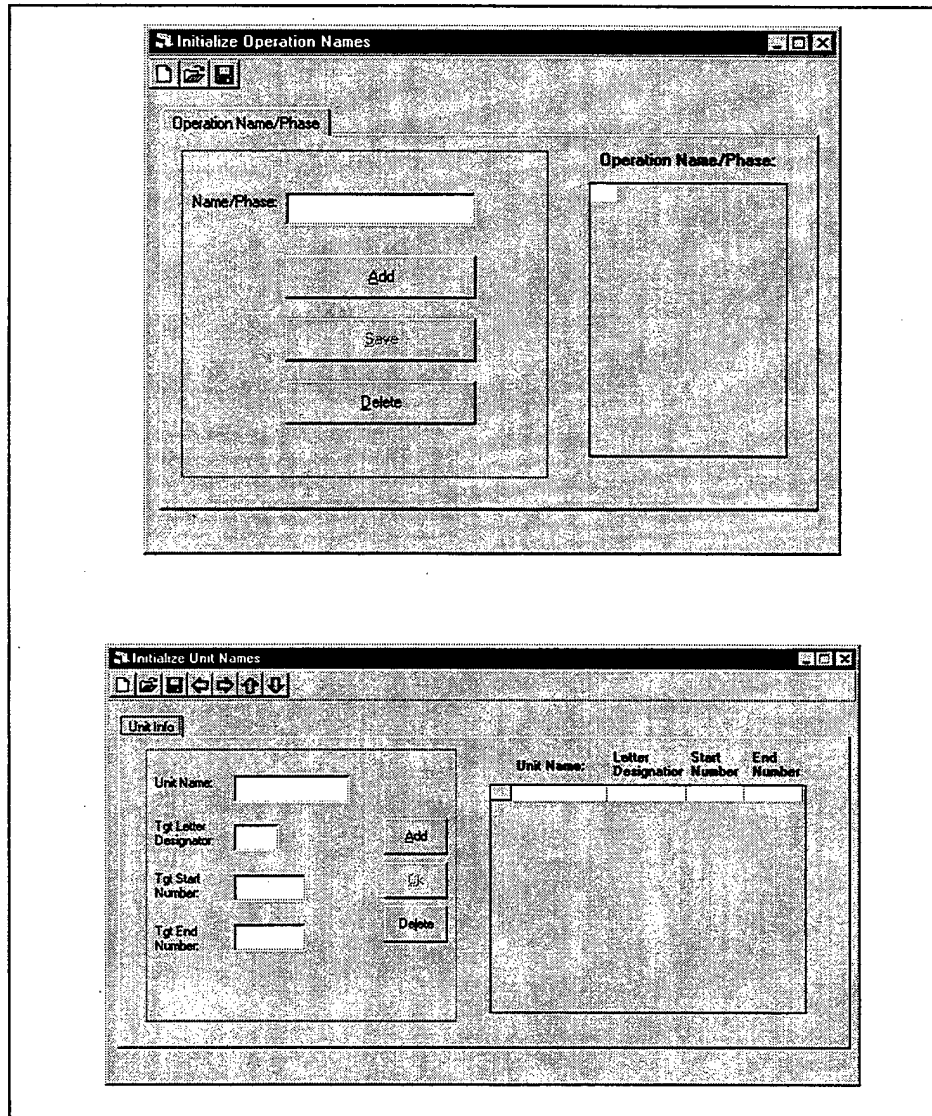 Initialize Operation Names
Operation Name/Phase
Operation Name/Phase:
Name/Phase:
Add
Save
Delete
Initialize Unit Names
Unit Info
Unit Name:
Tgt Letter
Designator:
Tgt Start
Number:
Tgt End
Number:
Add
Ok
Delete
Unit Name:
Letter
Designation
Start
Number
End
Number